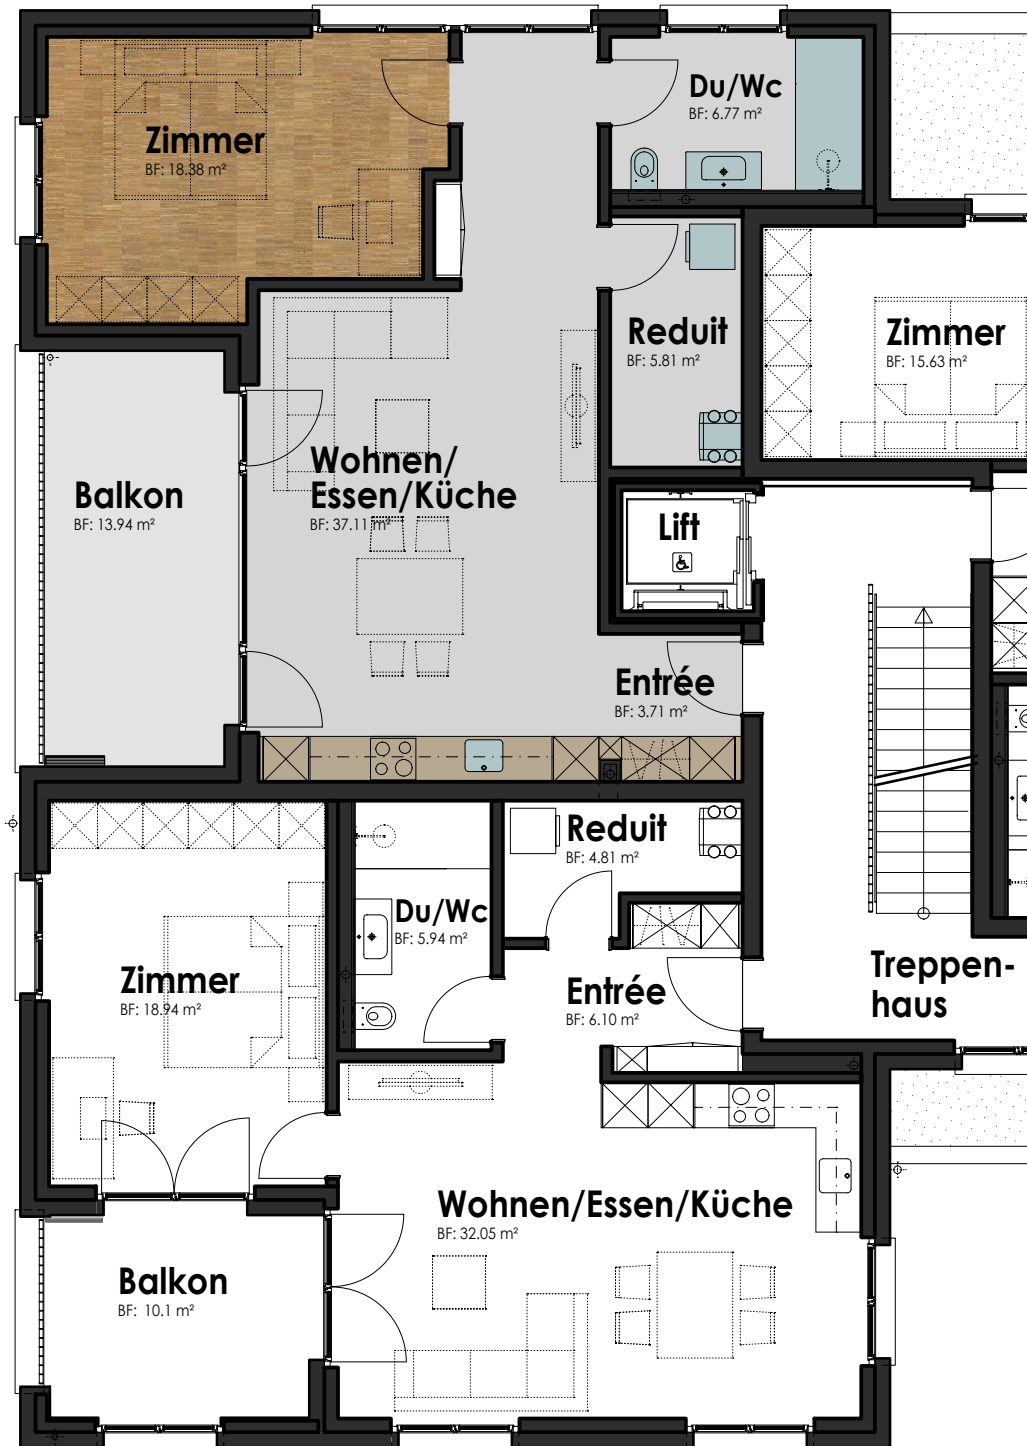 Zimmer
BF: 18.38 m²
Du/Wc
BF: 6.77 m²
Reduit
BF: 5.81 m²
Zimmer
BF: 15.63 m²
Wohnen/
Essen/Küche
BF: 37.11 m²
Balkon
BF: 13.94 m²
Lift
Entrée
BF: 3.71 m²
Reduit
BF: 4.81 m²
Du/Wc
BF: 5.94 m²
Zimmer
BF: 18.94 m²
Entrée
BF: 6.10 m²
Treppen-
haus
Wohnen/Essen/Küche
BF: 32.05 m²
Balkon
BF: 10.1 m²